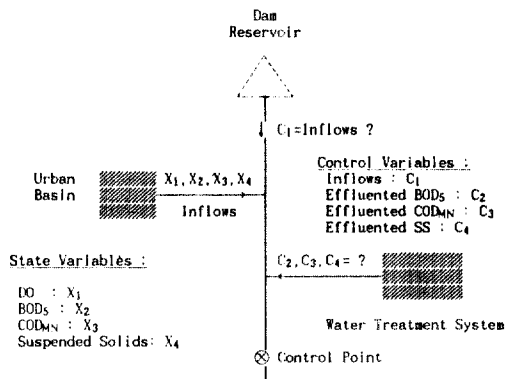 Dam
Reservoir
C₁=Inflows ?
Urban
Basin
X₁, X₂, X₃, X₄
Inflows
Control Variables :
Inflows : C₁
Effluented BOD₅ : C₂
Effluented CODMN : C₃
Effluented SS : C₄
State Variables :
DO : X₁
BOD₅ : X₂
CODMN : X₃
Suspended Solids: X₄
C₂, C₃, C₄= ?
Water Treatment System
Control Point